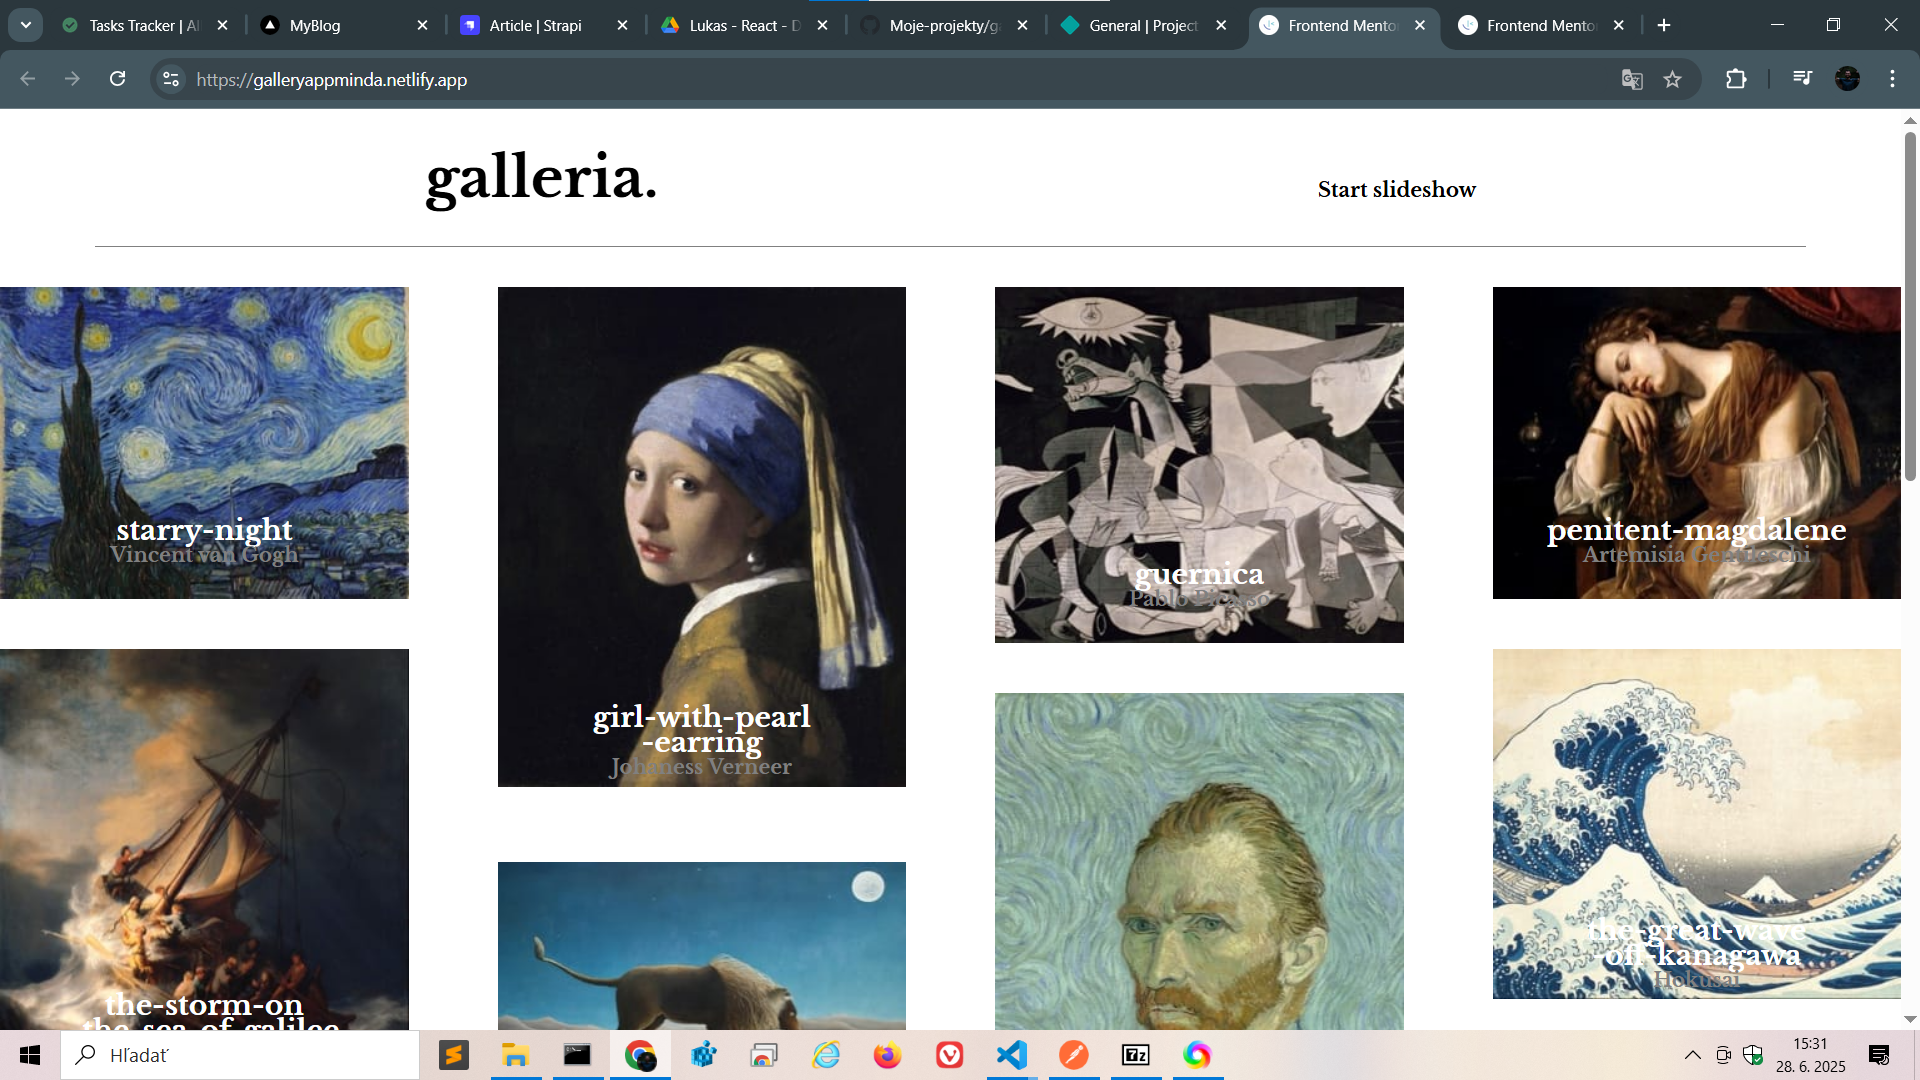 Tasks Tracker | Al
MyBlog
Article | Strapi
Lukas - React - D
Moje-projekty/ga
General | Project
Frontend Mento
Frontend Mento
https://galleryappminda.netlify.app
galleria.
Start slideshow
starry-night
Vincent van Gogh
girl-with-pearl
-earring
Johaness Verneer
guernica
Pablo Picasso
penitent-magdalene
Artemisia Gentileschi
the-storm-on
the-sea-of-galilee
the-great-wave
-off-kanagawa
Hokusai
Hľadať
7z
15:31
28. 6. 2025